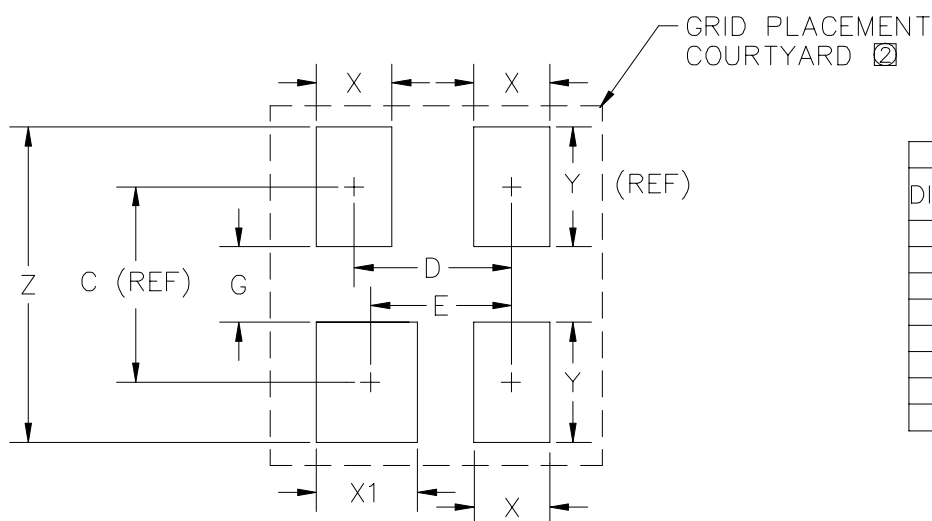 GRID PLACEMENT
COURTYARD 2
X X
Y (REF)
DI
D
Z C (REF) G
E
Y
X1 X